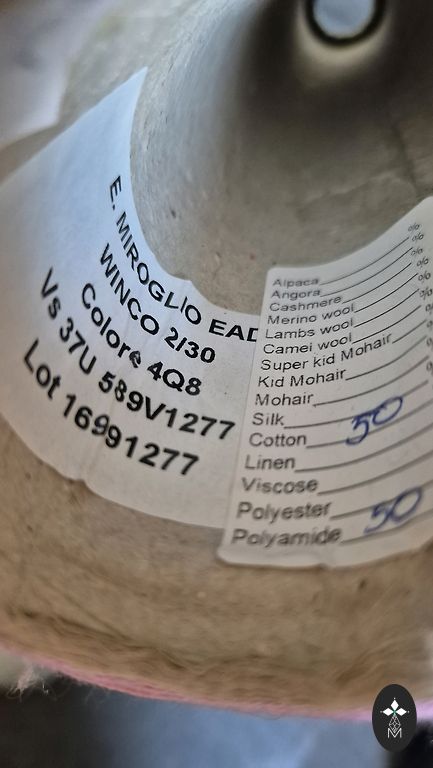 E. MIROGLIO EAD
WINCO 2/30
Colore 4Q8
Vs 37U 589V1277
Lot 16991277
Alpaca %
Angora %
Cashmere %
Merino wool %
Lambs wool %
Camel wool %
Super kid Mohair %
Kid Mohair %
Mohair
Silk
Cotton 50
Linen
Viscose
Polyester
Polyamide 50
M